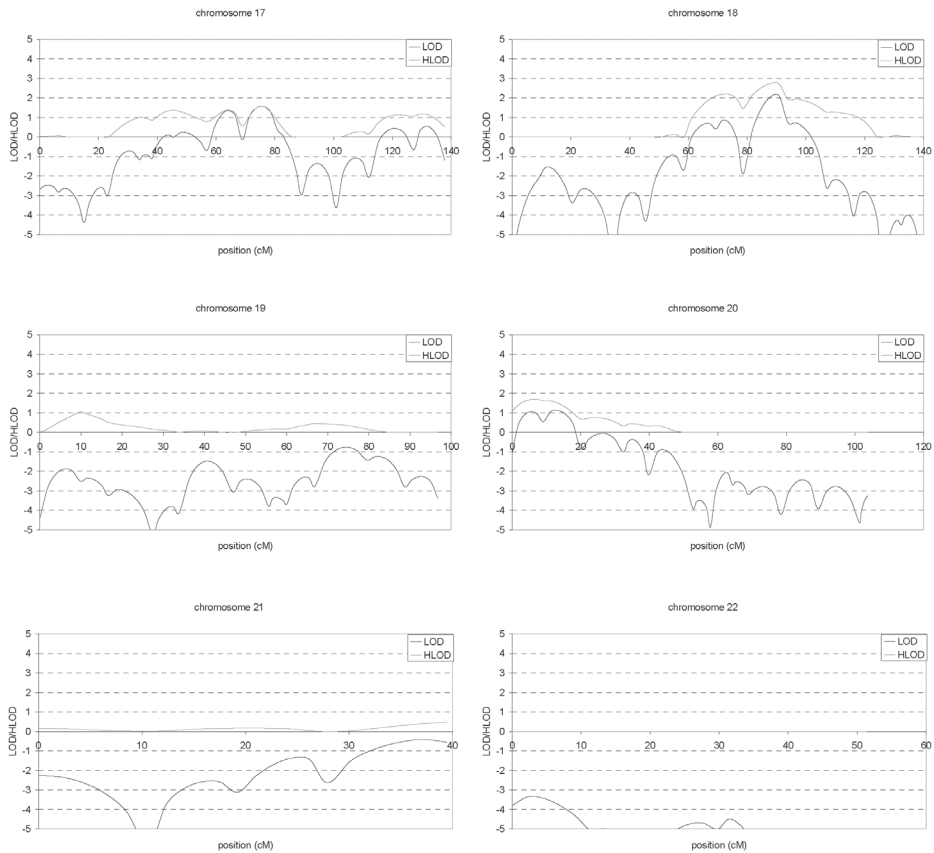 chromosome 17
5
4
3
2
1
0
-1
-2
-3
-4
-5
LOD/HLOD
0 20 40 60 80 100 120 140
position (cM)
LOD
HLOD
chromosome 18
5
4
3
2
1
0
-1
-2
-3
-4
-5
LOD/HLOD
0 20 40 60 80 100 120 140
position (cM)
LOD
HLOD
chromosome 19
5
4
3
2
1
0
-1
-2
-3
-4
-5
LOD/HLOD
0 10 20 30 40 50 60 70 80 90 100
position (cM)
LOD
HLOD
chromosome 20
5
4
3
2
1
0
-1
-2
-3
-4
-5
LOD/HLOD
0 20 40 60 80 100 120
position (cM)
LOD
HLOD
chromosome 21
5
4
3
2
1
0
-1
-2
-3
-4
-5
LOD/HLOD
0 10 20 30 40
position (cM)
LOD
HLOD
chromosome 22
5
4
3
2
1
0
-1
-2
-3
-4
-5
LOD/HLOD
0 10 20 30 40 50 60
position (cM)
LOD
HLOD